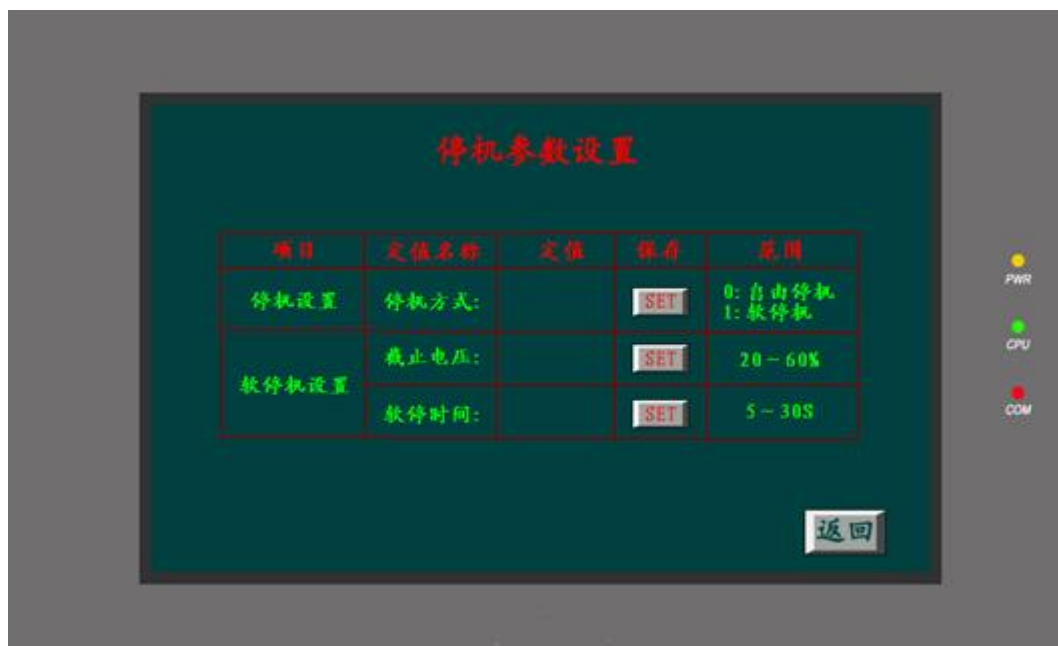 停机参数设置
项目 定值名称 定值 保存 范围
停机设置 停机方式: SET 0: 自由停机
1: 软停机
软停机设置 截止电压: SET 20~60%
软停时间: SET 5~30S
返回
PWR
CPU
COM